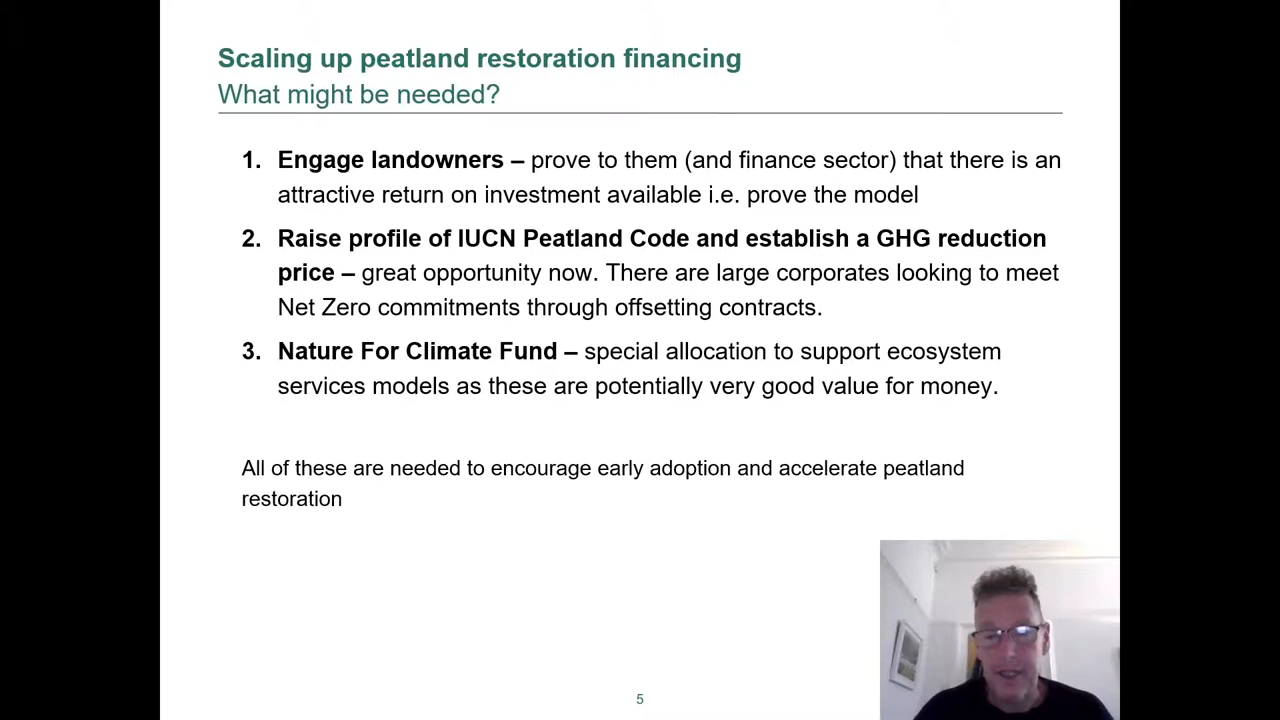 Scaling up peatland restoration financing
What might be needed?
1. Engage landowners – prove to them (and finance sector) that there is an
attractive return on investment available i.e. prove the model
2. Raise profile of IUCN Peatland Code and establish a GHG reduction
price – great opportunity now. There are large corporates looking to meet
Net Zero commitments through offsetting contracts.
3. Nature For Climate Fund – special allocation to support ecosystem
services models as these are potentially very good value for money.
All of these are needed to encourage early adoption and accelerate peatland
restoration
5